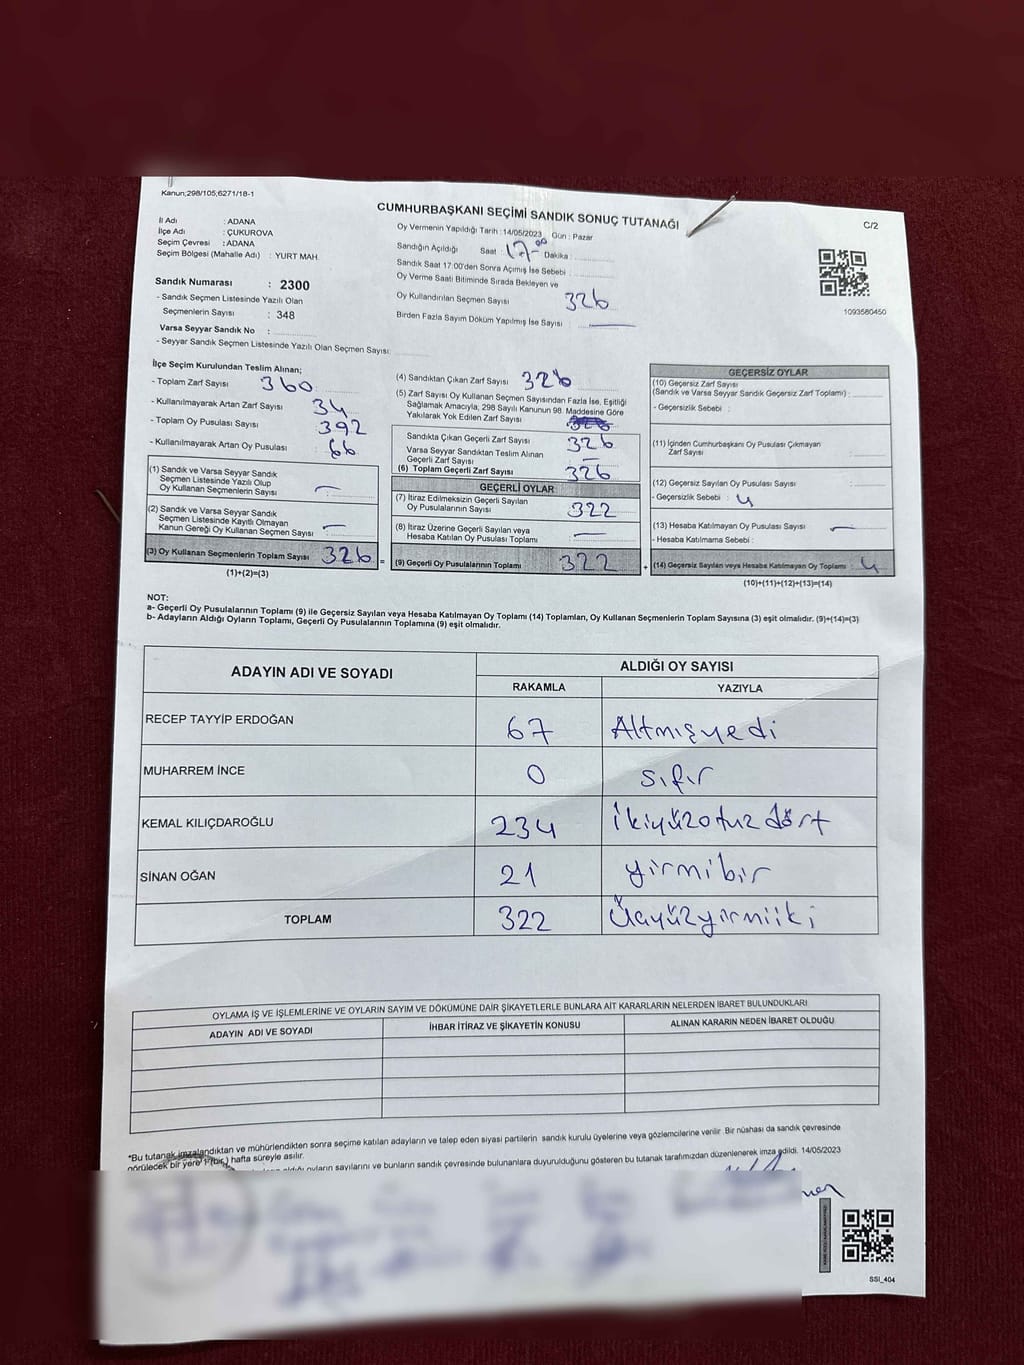 Kanun;298/105;6271/18-1
CUMHURBAŞKANI SEÇİMİ SANDIK SONUÇ TUTANAĞI
C/2
İl Adı : ADANA
İlçe Adı : ÇUKUROVA
Seçim Çevresi : ADANA
Seçim Bölgesi (Mahalle Adı) : YURT MAH.
Sandık Numarası : 2300
- Sandık Seçmen Listesinde Yazılı Olan
Seçmenlerin Sayısı : 348
Varsa Seyyar Sandık No :
- Seyyar Sandık Seçmen Listesinde Yazılı Olan Seçmen Sayısı:
Oy Vermenin Yapıldığı Tarih : 14/05/2023 Gün : Pazar
Sandığın Açıldığı Saat : 17-00 Dakika :
Sandık Saat 17.00'den Sonra Açımış İse Sebebi :
Oy Verme Saati Bitiminde Sırada Bekleyen ve
Oy Kullandırılan Seçmen Sayısı 326
Birden Fazla Sayım Döküm Yapılmış İse Sayısı :
1093580450
İlçe Seçim Kurulundan Teslim Alınan;
- Toplam Zarf Sayısı 360
- Kullanılmayarak Artan Zarf Sayısı 34
- Toplam Oy Pusulası Sayısı 392
- Kullanılmayarak Artan Oy Pusulası : 66
(1) Sandık ve Varsa Seyyar Sandık
Seçmen Listesinde Yazılı Olup
Oy Kullanan Seçmenlerin Sayısı :
(2) Sandık ve Varsa Seyyar Sandık
Seçmen Listesinde Kayıtlı Olmayan
Kanun Gereği Oy Kullanan Seçmen Sayısı :
(3) Oy Kullanan Seçmenlerin Toplam Sayısı 326 =
(1)+(2)=(3)
(4) Sandıktan Çıkan Zarf Sayısı 326
(5) Zarf Sayısı Oy Kullanan Seçmen Sayısından Fazla İse, Eşitliği
Sağlamak Amacıyla, 298 Sayılı Kanunun 98. Maddesine Göre
Yakılarak Yok Edilen Zarf Sayısı
Sandıkta Çıkan Geçerli Zarf Sayısı 326
Varsa Seyyar Sandıktan Teslim Alınan
Geçerli Zarf Sayısı
(6) Toplam Geçerli Zarf Sayısı 326
GEÇERLİ OYLAR
(7) İtiraz Edilmeksizin Geçerli Sayılan
Oy Pusulalarının Sayısı : 322
(8) İtiraz Üzerine Geçerli Sayılan veya
Hesaba Katılan Oy Pusulası Toplamı :
(9) Geçerli Oy Pusulalarının Toplamı 322 +
GEÇERSİZ OYLAR
(10) Geçersiz Zarf Sayısı
(Sandık ve Varsa Seyyar Sandık Geçersiz Zarf Toplamı) :
- Geçersizlik Sebebi :
(11) İçinden Cumhurbaşkanı Oy Pusulası Çıkmayan
Zarf Sayısı :
(12) Geçersiz Sayılan Oy Pusulası Sayısı :
- Geçersizlik Sebebi : 4
(13) Hesaba Katılmayan Oy Pusulası Sayısı :
- Hesaba Katılmama Sebebi :
(14) Geçersiz Sayılan veya Hesaba Katılmayan Oy Toplamı 4
(10)+(11)+(12)+(13)=(14)
NOT:
a- Geçerli Oy Pusulalarının Toplamı (9) ile Geçersiz Sayılan veya Hesaba Katılmayan Oy Toplamı (14) Toplamları, Oy Kullanan Seçmenlerin Toplam Sayısına (3) eşit olmalıdır. (9)+(14)=(3)
b- Adayların Aldığı Oyların Toplamı, Geçerli Oy Pusulalarının Toplamına (9) eşit olmalıdır.
ADAYIN ADI VE SOYADI ALDIĞI OY SAYISI
RAKAMLA YAZIYLA
RECEP TAYYİP ERDOĞAN 67 Altmışyedi
MUHARREM İNCE 0 sıfır
KEMAL KILIÇDAROĞLU 234 ikiyüzotuzdört
SİNAN OĞAN 21 yirmibir
TOPLAM 322 Üçyüzyirmiiki
OYLAMA İŞ VE İŞLEMLERİNE VE OYLARIN SAYIM VE DÖKÜMÜNE DAİR ŞİKAYETLERLE BUNLARA AİT KARARLARIN NELERDEN İBARET BULUNDUKLARI
ADAYIN ADI VE SOYADI İHBAR İTİRAZ VE ŞİKAYETİN KONUSU ALINAN KARARIN NEDEN İBARET OLDUĞU
*Bu tutanak imzalandıktan ve mühürlendikten sonra seçime katılan adayların ve talep eden siyasi partilerin sandık kurulu üyelerine veya gözlemcilerine verilir. Bir nüshası da sandık çevresinde
görülecek bir yere 1 (bir) hafta süreyle asılır.
oyların sayılarını ve bunların sandık çevresinde bulunanlara duyurulduğunu gösteren bu tutanak tarafımızdan düzenlenerek imza edildi. 14/05/2023
SSI_404